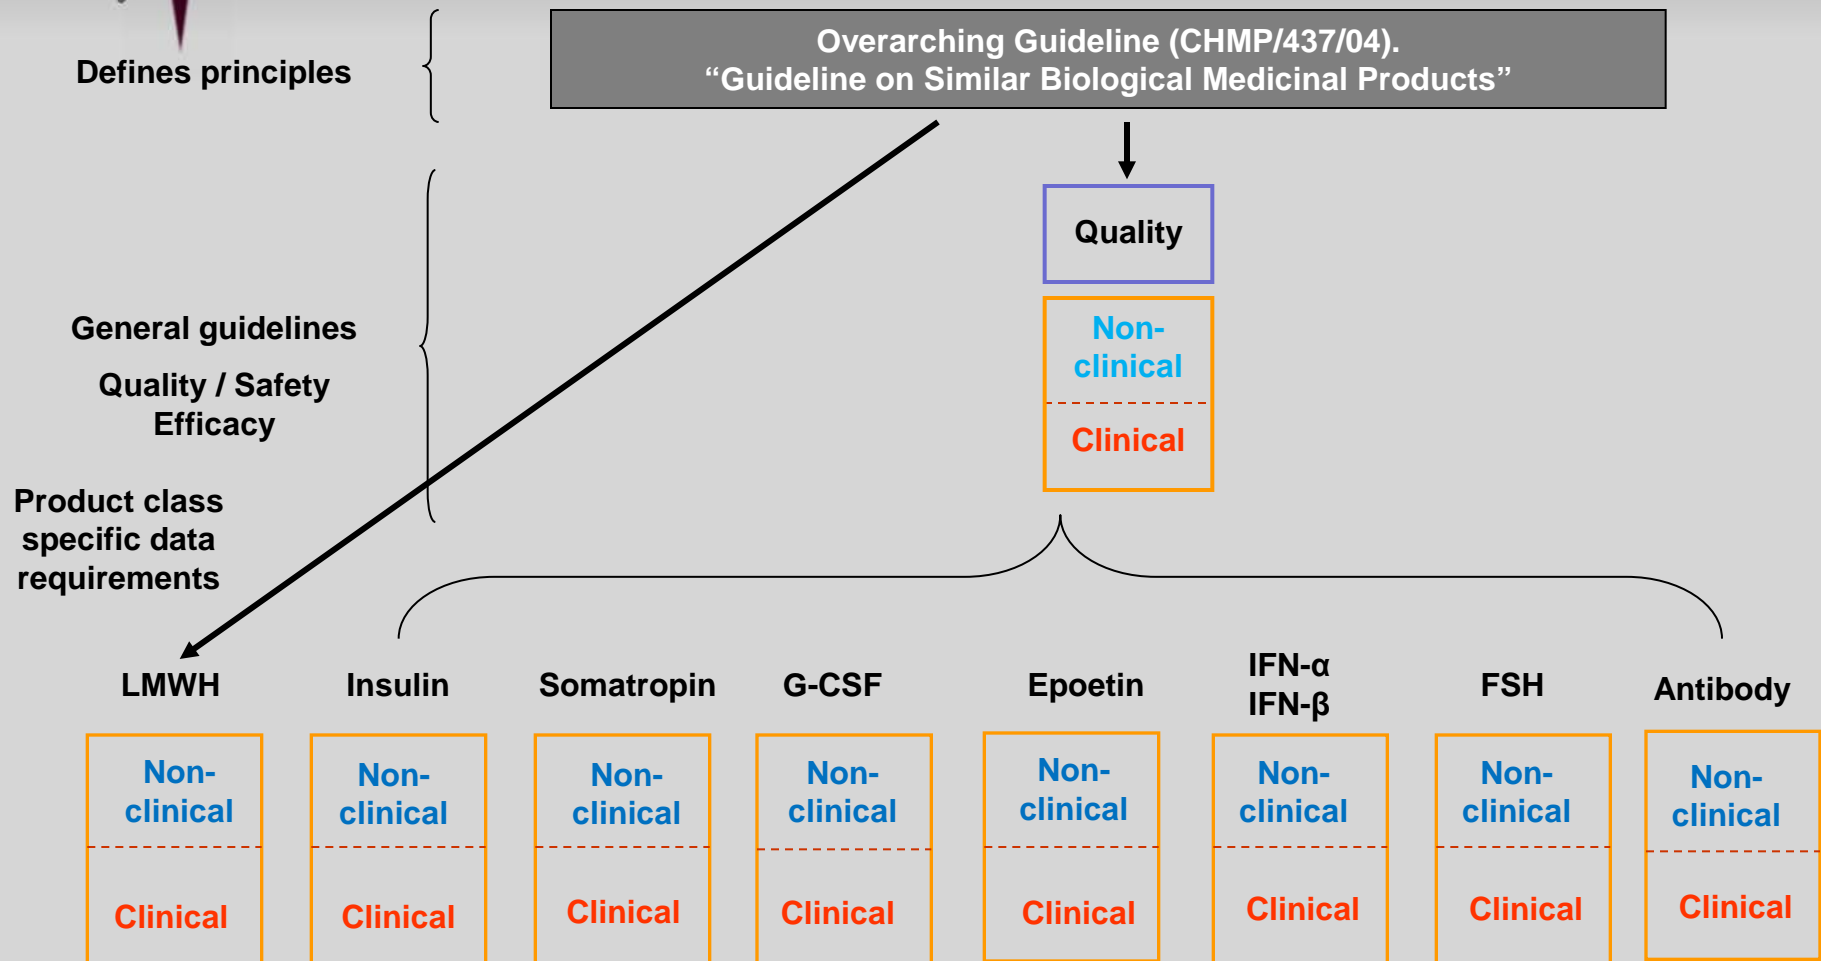 Defines principles
Overarching Guideline (CHMP/437/04).
“Guideline on Similar Biological Medicinal Products”
Quality
Non-
clinical
Clinical
General guidelines
Quality / Safety
Efficacy
Product class
specific data
requirements
LMWH
Insulin
Somatropin
G-CSF
Epoetin
IFN-α
IFN-β
FSH
Antibody
Non-
clinical
Clinical
Non-
clinical
Clinical
Non-
clinical
Clinical
Non-
clinical
Clinical
Non-
clinical
Clinical
Non-
clinical
Clinical
Non-
clinical
Clinical
Non-
clinical
Clinical